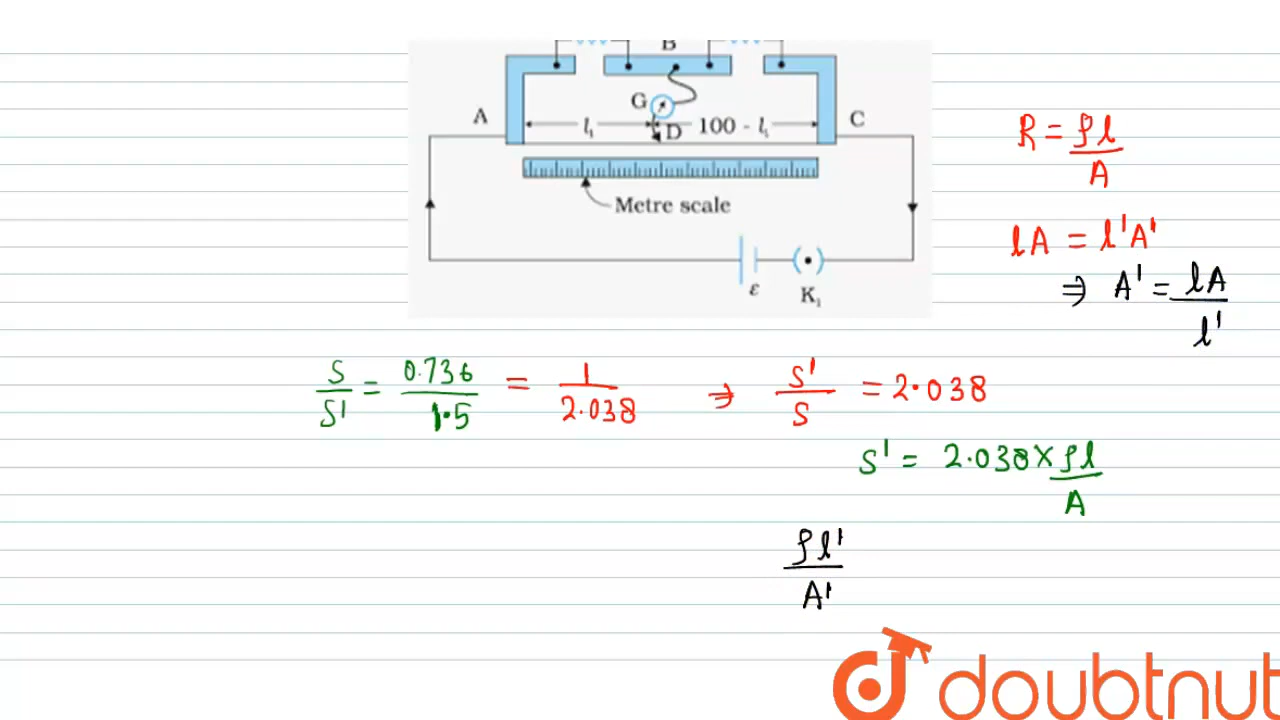 B
G
A
l₁
D
100 - l₁
C
Metre scale
ε
K₁
R = ρl/A
lA = l'A'
⇒ A' = lA/l'
S/S' = 0.736/1.5 = 1/2.038 ⇒ S'/S = 2.038
S' = 2.038 × ρl/A
ρl'/A'
doubtnut